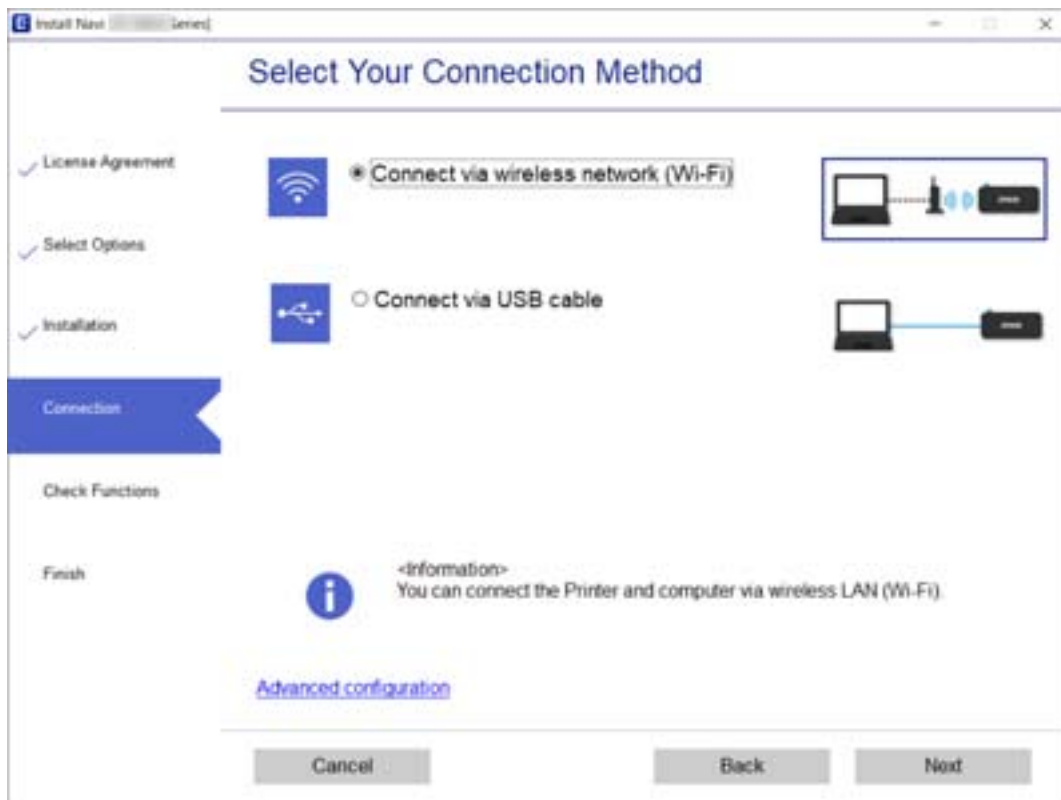 Install Navi Series]
Select Your Connection Method
License Agreement
Select Options
Installation
Connection
Check Functions
Finish
Connect via wireless network (Wi-Fi)
Connect via USB cable
<Information>
You can connect the Printer and computer via wireless LAN (Wi-Fi).
Advanced configuration
Cancel
Back
Next